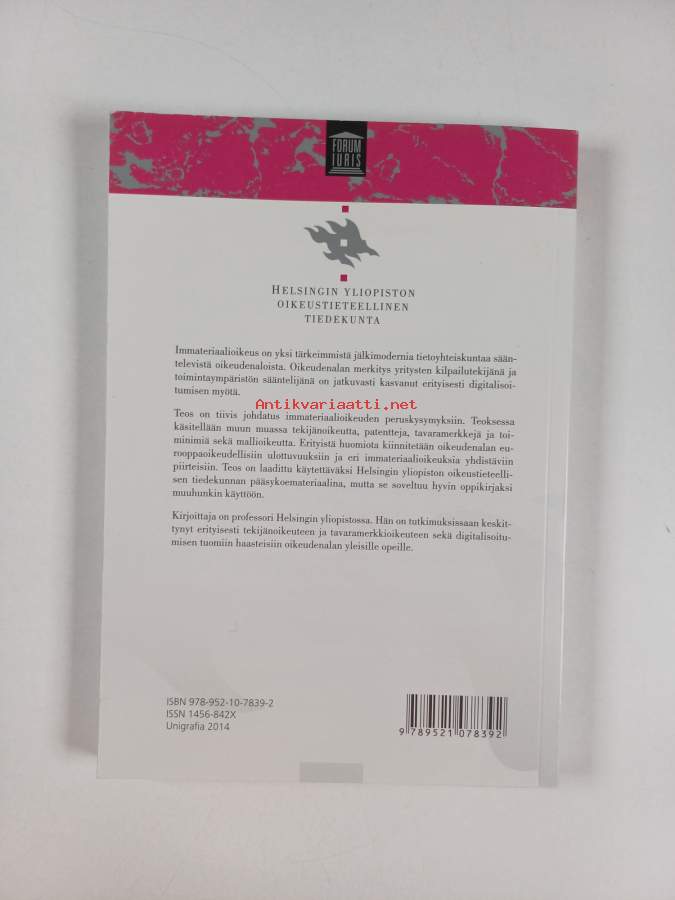 FORUM
IURIS
HELSINGIN YLIOPISTON
OIKEUSTIETEELLINEN
TIEDEKUNTA
Immateriaalioikeus on yksi tärkeimmistä jälkimodernia tietoyhteiskuntaa sään-
televistä oikeudenaloista. Oikeudenalan merkitys yritysten kilpailutekijänä ja
toimintaympäristön sääntelijänä on jatkuvasti kasvanut erityisesti digitalisoi-
tumisen myötä.
Antikvariaatti.net
Teos on tiivis johdatus immateriaalioikeuden peruskysymyksiin. Teoksessa
käsitellään muun muassa tekijänoikeutta, patentteja, tavaramerkkejä ja toi-
minimiä sekä mallioikeutta. Erityistä huomiota kiinnitetään oikeudenalan eu-
rooppaoikeudellisiin ulottuvuuksiin ja eri immateriaalioikeuksia yhdistäviin
piirteisiin. Teos on laadittu käytettäväksi Helsingin yliopiston oikeustieteelli-
sen tiedekunnan pääsykoemateriaalina, mutta se soveltuu hyvin oppikirjaksi
muuhunkin käyttöön.
Kirjoittaja on professori Helsingin yliopistossa. Hän on tutkimuksissaan keskit-
tynyt erityisesti tekijänoikeuteen ja tavaramerkkioikeuteen sekä digitalisoitu-
misen tuomiin haasteisiin oikeudenalan yleisille opeille.
ISBN 978-952-10-7839-2
ISSN 1456-842X
Unigrafia 2014
9 789521 078392